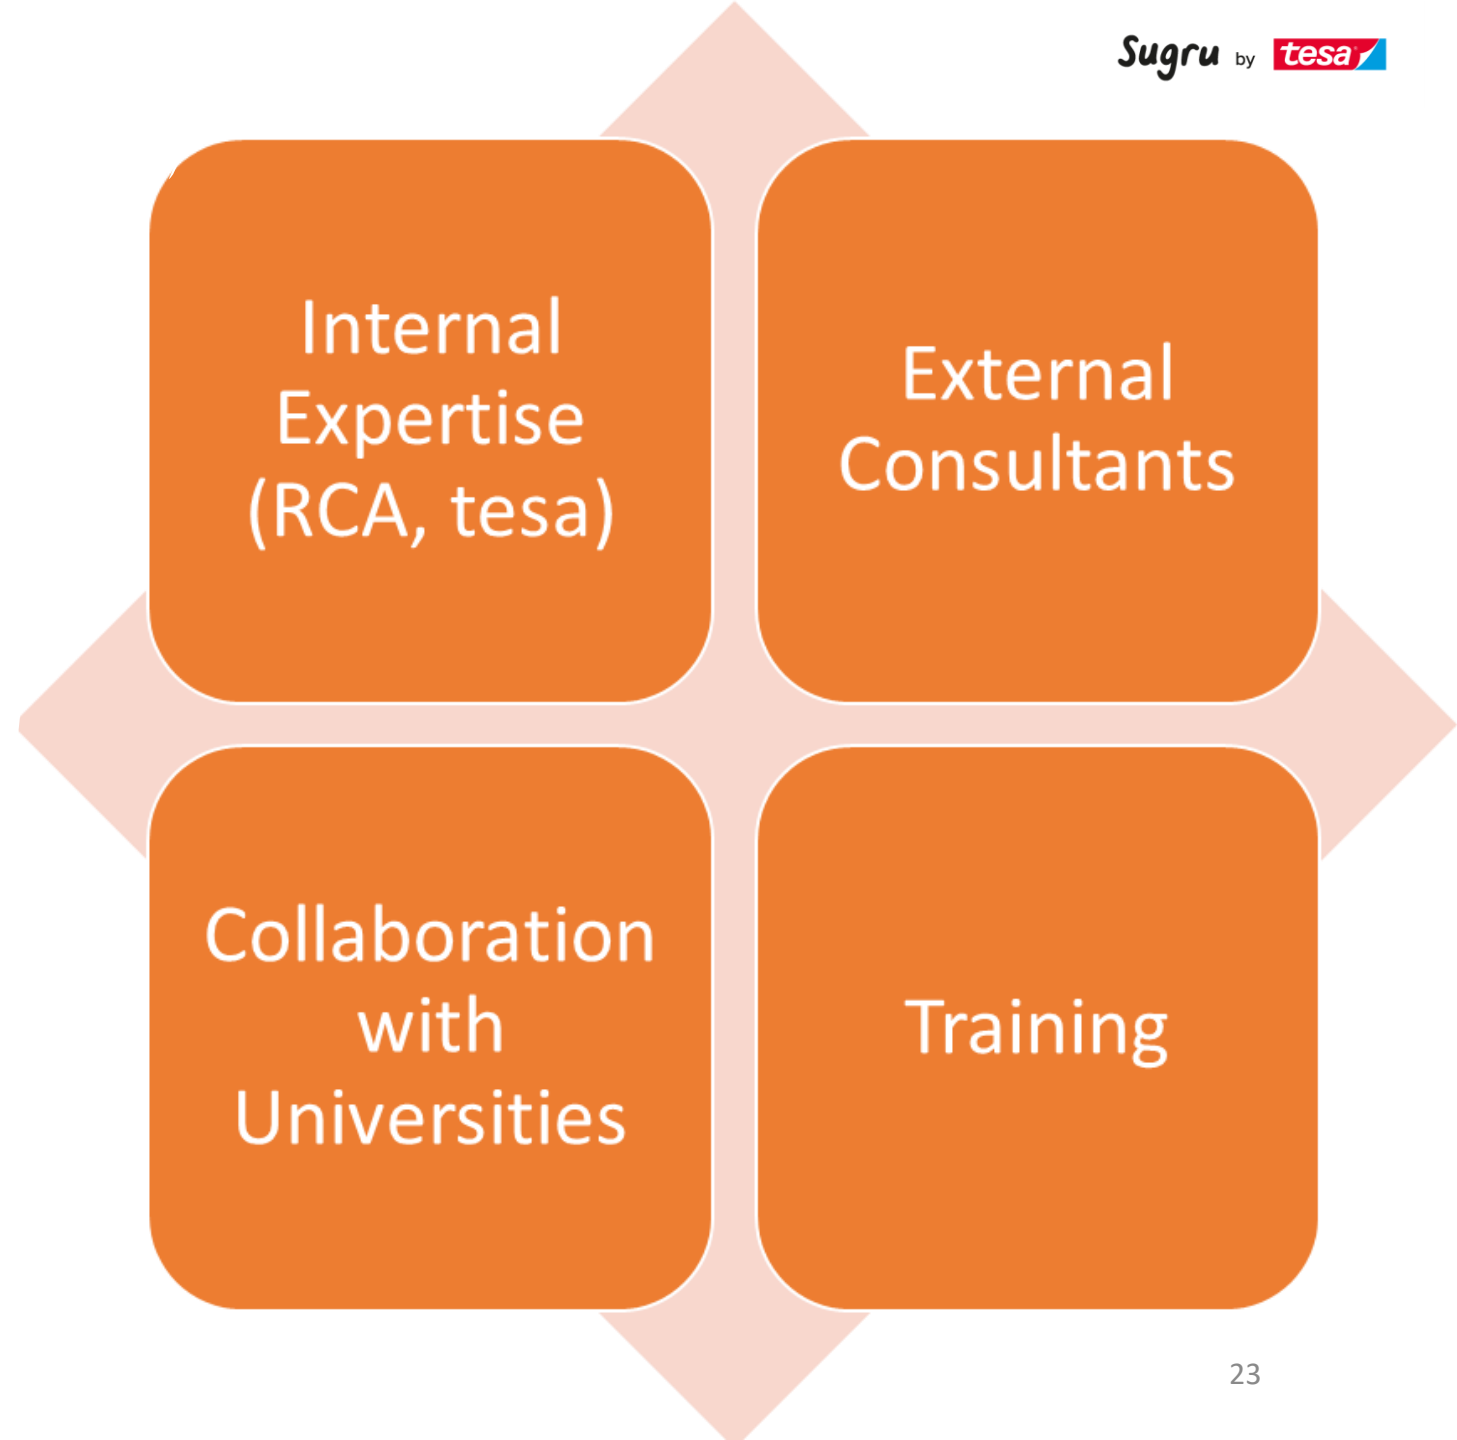 Sugru by tesa
Internal
Expertise
(RCA, tesa)
External
Consultants
Collaboration
with
Universities
Training
23